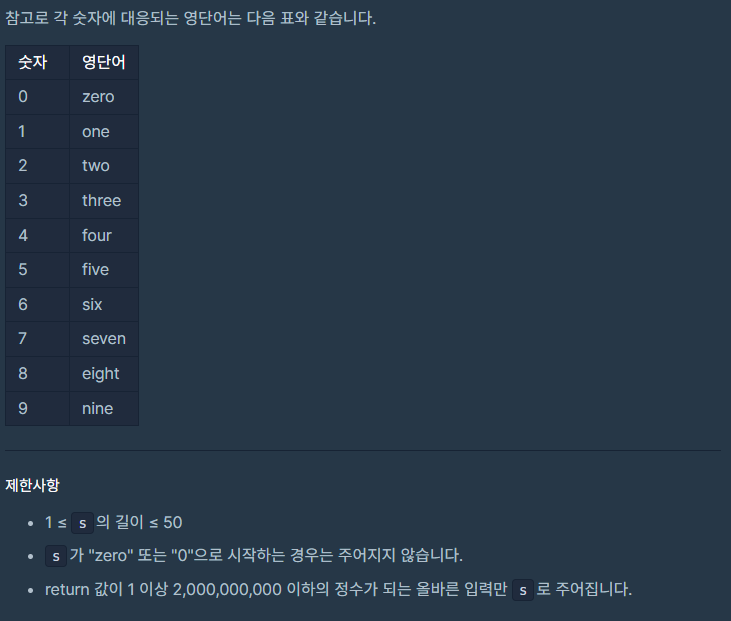 참고로 각 숫자에 대응되는 영단어는 다음 표와 같습니다.
숫자 영단어
0 zero
1 one
2 two
3 three
4 four
5 five
6 six
7 seven
8 eight
9 nine
제한사항
• 1 ≤ s 의 길이 ≤ 50
• s 가 "zero" 또는 "0"으로 시작하는 경우는 주어지지 않습니다.
• return 값이 1 이상 2,000,000,000 이하의 정수가 되는 올바른 입력만 s 로 주어집니다.